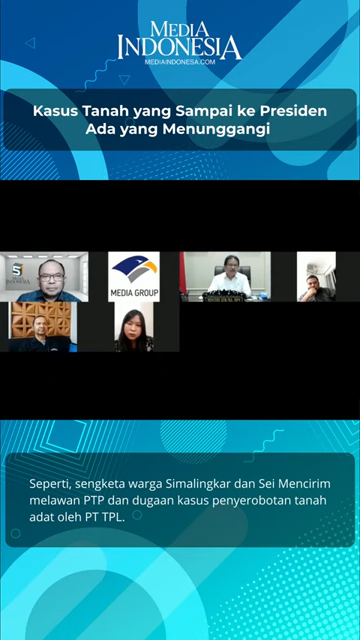 MEDIA
INDONESIA
MEDIAINDONESIA.COM
Kasus Tanah yang Sampai ke Presiden
Ada yang Menunggangi
MEDIA GROUP
Seperti, sengketa warga Simalingkar dan Sei Mencirim
melawan PTP dan dugaan kasus penyerobotan tanah
adat oleh PT TPL.